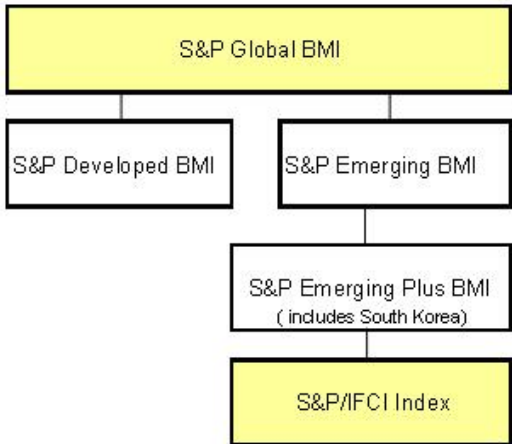 S&P Global BMI
S&P Developed BMI
S&P Emerging BMI
S&P Emerging Plus BMI
( includes South Korea)
S&P/IFCI Index